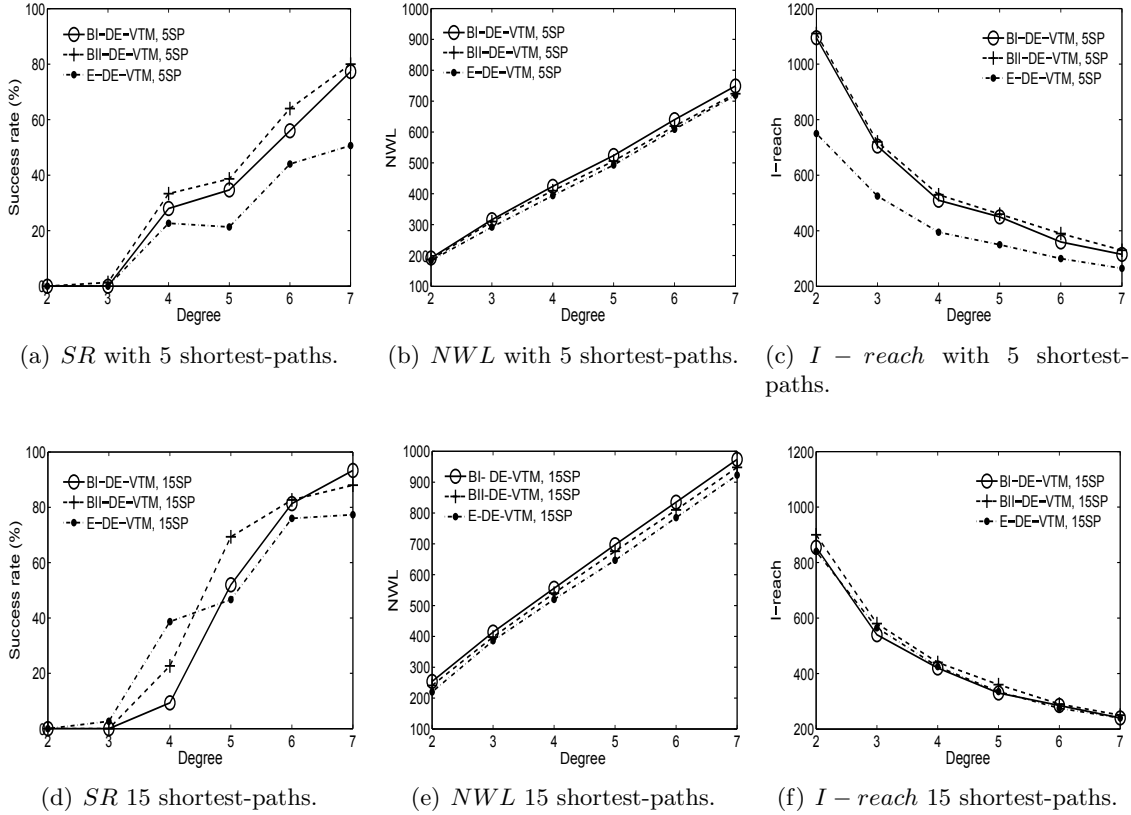 100
80
60
40
20
0
Success rate (%)
BI−DE−VTM, 5SP
BII−DE−VTM, 5SP
E−DE−VTM, 5SP
2 3 4 5 6 7
Degree
(a) SR with 5 shortest-paths.
1000
900
800
700
600
500
400
300
200
100
NWL
BI−DE−VTM, 5SP
BII−DE−VTM, 5SP
E−DE−VTM, 5SP
2 3 4 5 6 7
Degree
(b) NWL with 5 shortest-paths.
1200
1000
800
600
400
200
I−reach
BI−DE−VTM, 5SP
BII−DE−VTM, 5SP
E−DE−VTM, 5SP
2 3 4 5 6 7
Degree
(c) I − reach with 5 shortest-
paths.
100
80
60
40
20
0
Success rate (%)
BI−DE−VTM, 15SP
BII−DE−VTM, 15SP
E−DE−VTM, 15SP
2 3 4 5 6 7
Degree
(d) SR 15 shortest-paths.
1000
900
800
700
600
500
400
300
200
100
NWL
BI- DE-VTM, 15SP
BII-DE-VTM, 15SP
E-DE-VTM, 15SP
2 3 4 5 6 7
Degree
(e) NWL 15 shortest-paths.
1200
1000
800
600
400
200
I−reach
BI−DE−VTM, 15SP
BII−DE−VTM, 15SP
E−DE−VTM, 15SP
2 3 4 5 6 7
Degree
(f) I − reach 15 shortest-paths.